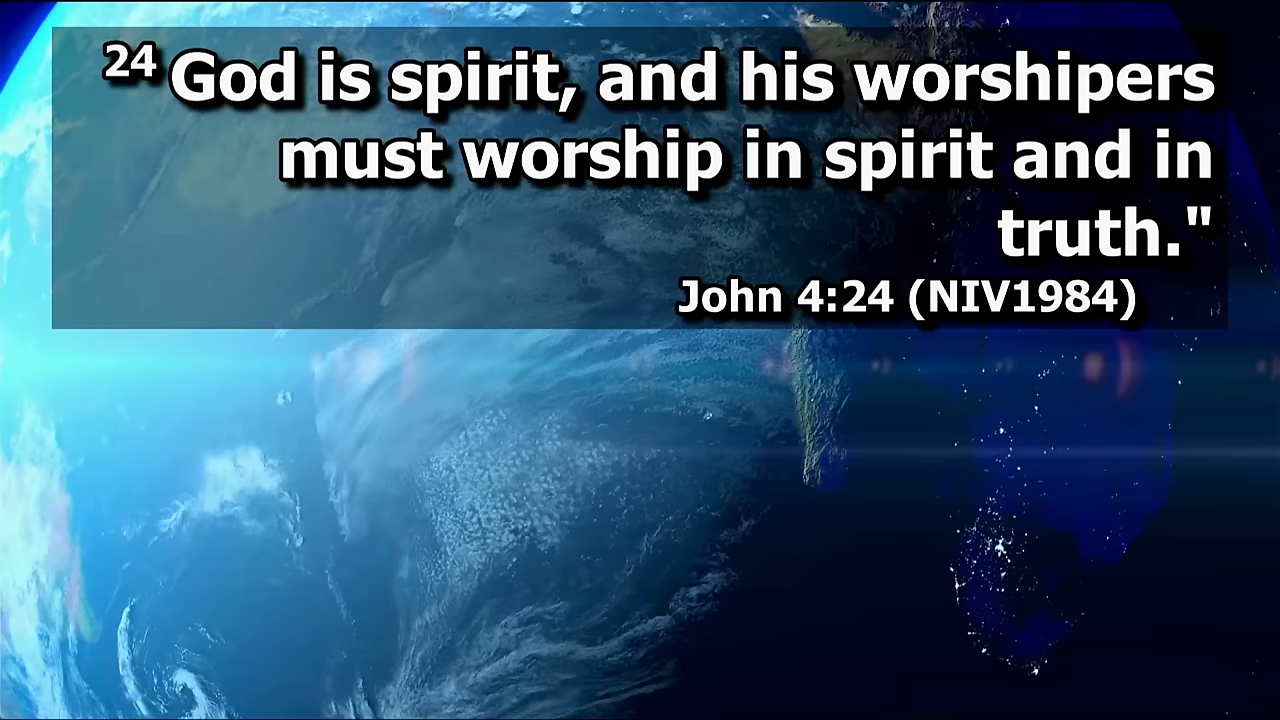 24 God is spirit, and his worshipers
must worship in spirit and in
truth."
John 4:24 (NIV1984)